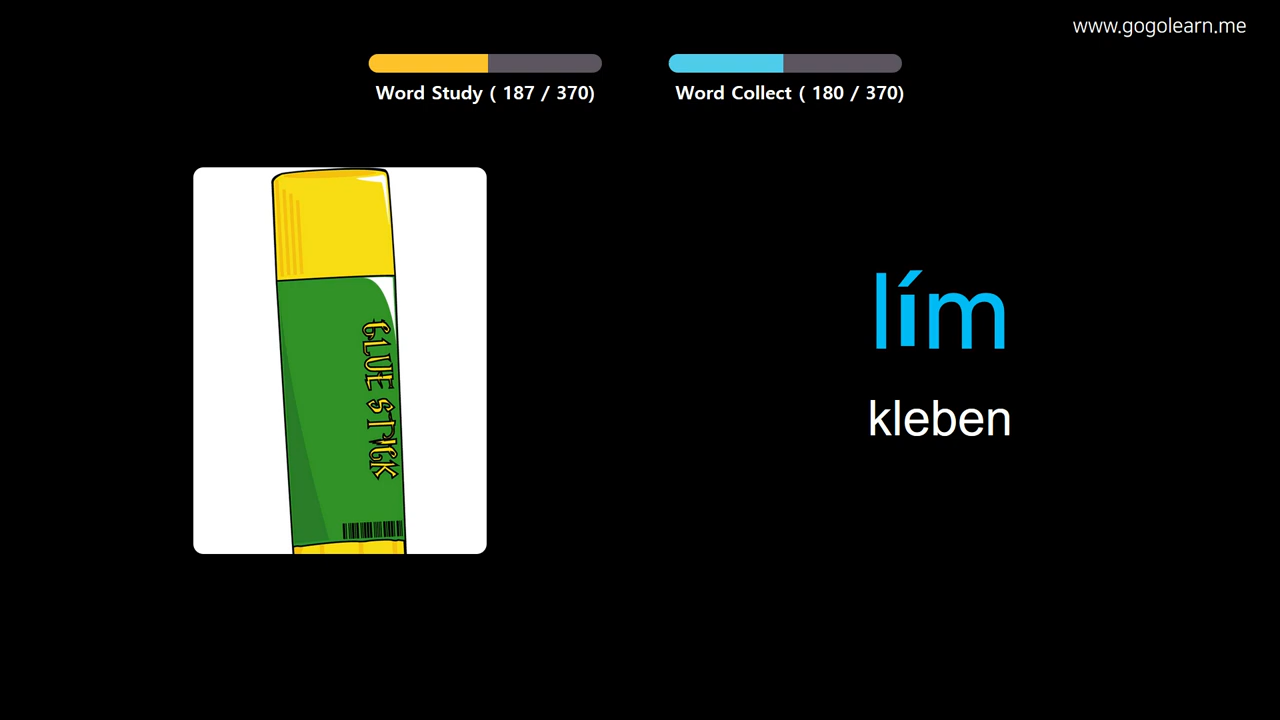 www.gogolearn.me
Word Study ( 187 / 370)
Word Collect ( 180 / 370)
GLUE STICK
lím
kleben